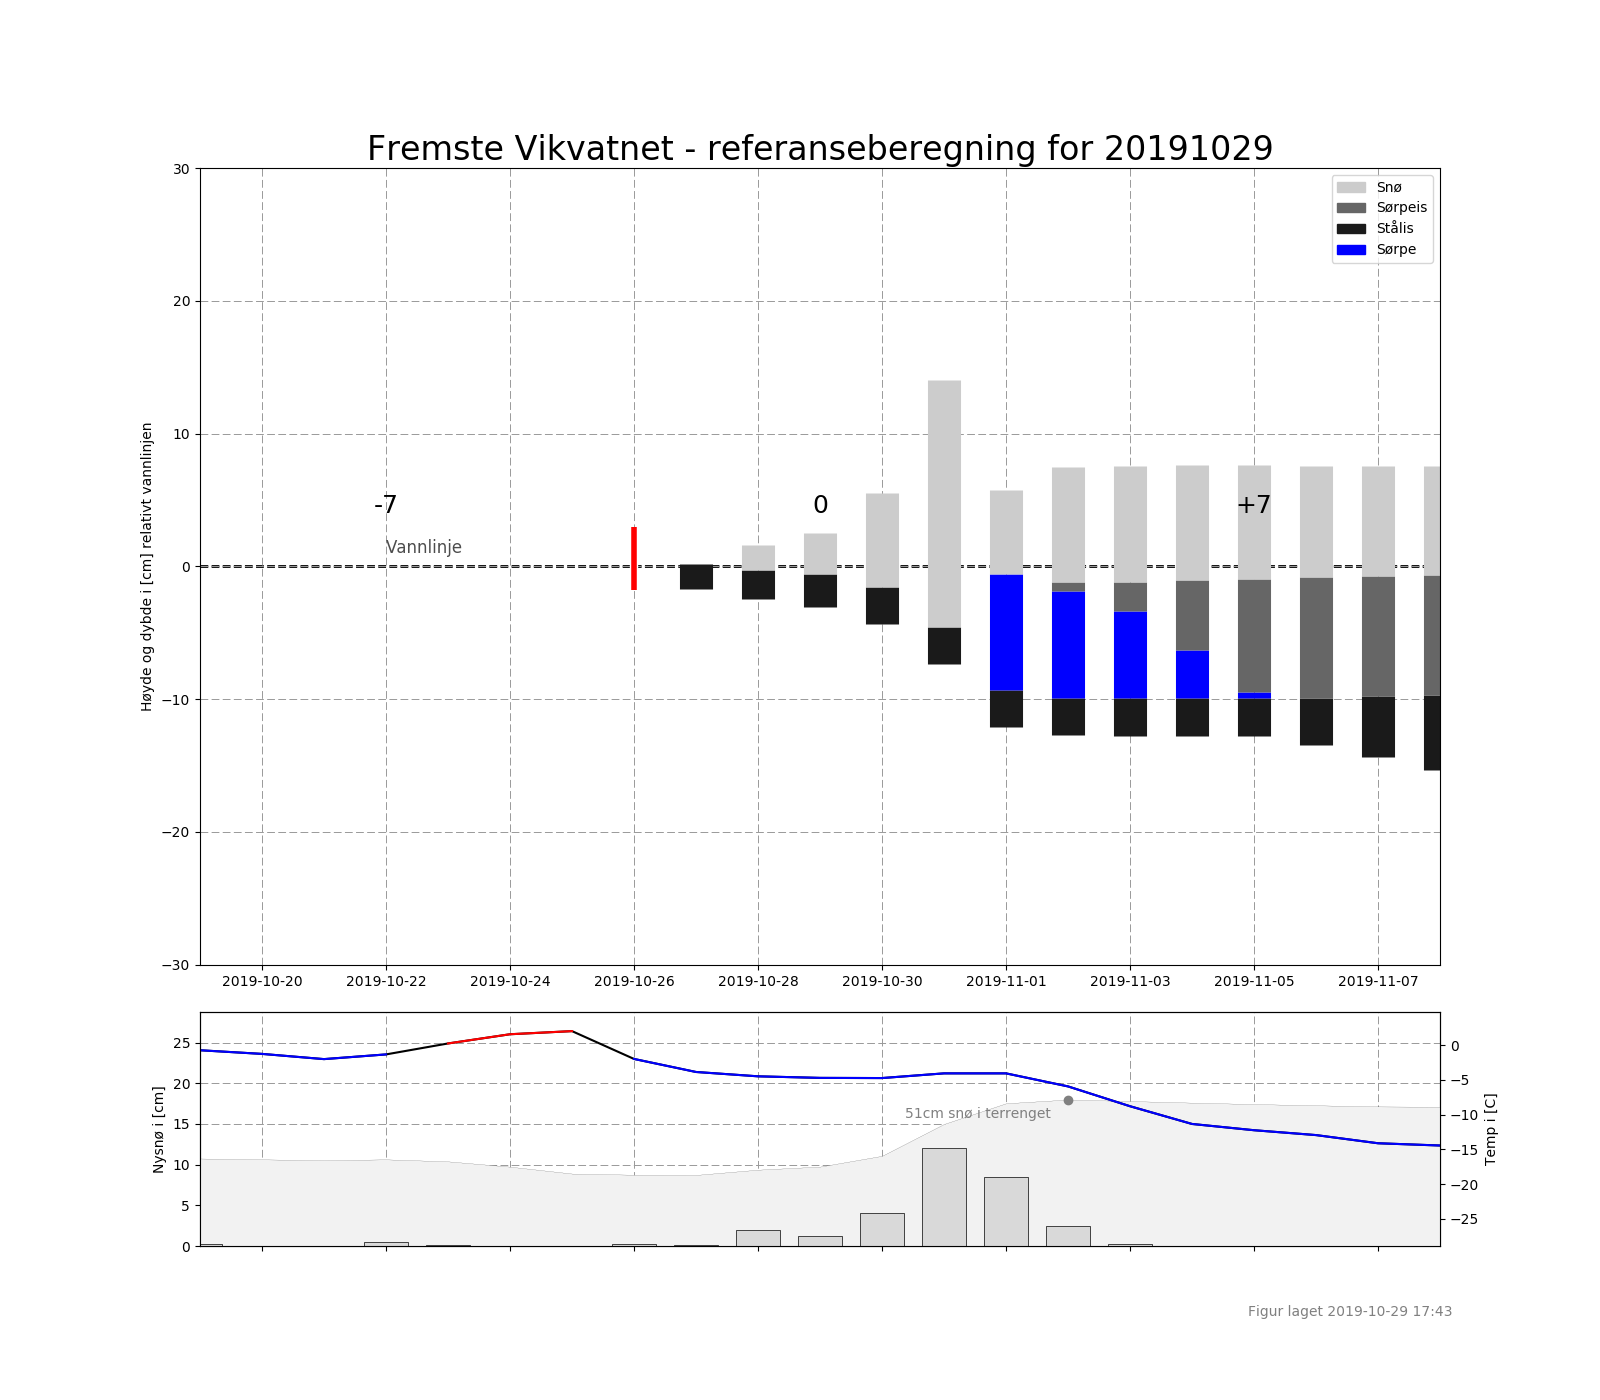 Fremste Vikvatnet - referanseberegning for 20191029
30
20
10
0
−10
−20
−30
Høyde og dybde i [cm] relativt vannlinjen
Snø
Sørpeis
Stålis
Sørpe
-7
0
+7
Vannlinje
2019-10-20
2019-10-22
2019-10-24
2019-10-26
2019-10-28
2019-10-30
2019-11-01
2019-11-03
2019-11-05
2019-11-07
25
20
15
10
5
0
Nysnø i [cm]
51cm snø i terrenget
0
−5
−10
−15
−20
−25
Temp i [C]
Figur laget 2019-10-29 17:43